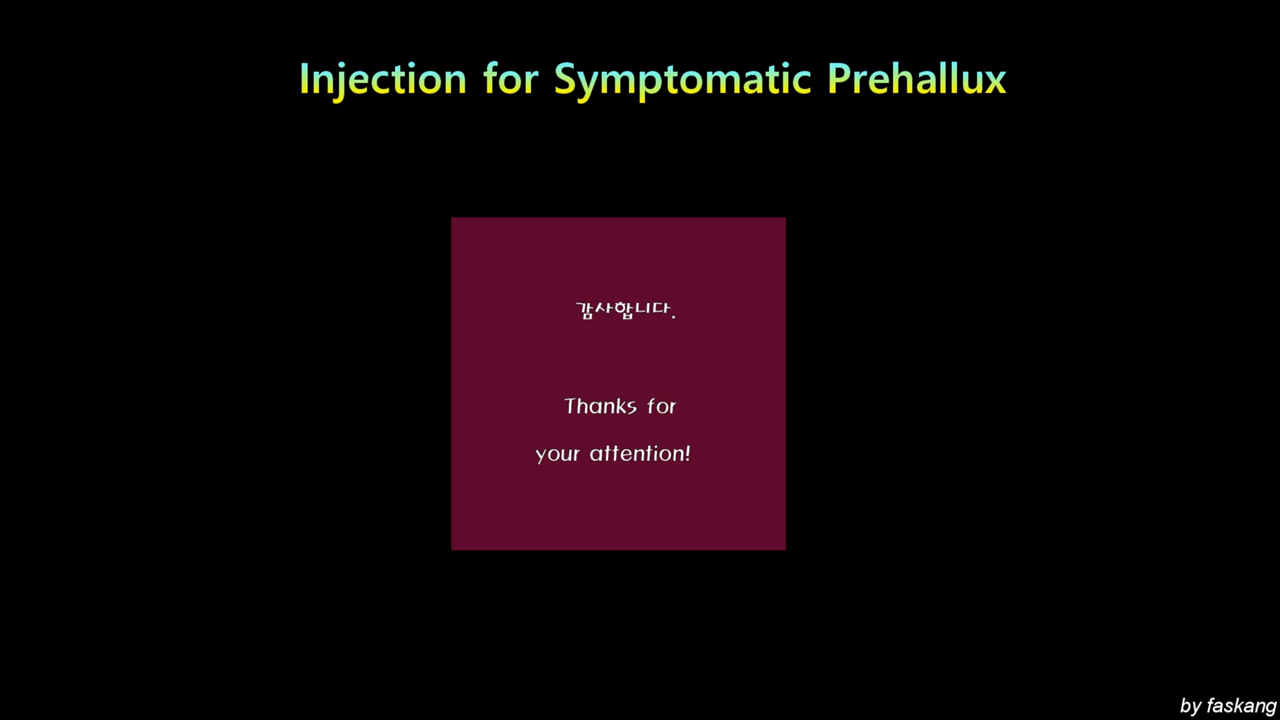 Injection for Symptomatic Prehallux
감사합니다.
Thanks for
your attention!
by faskang